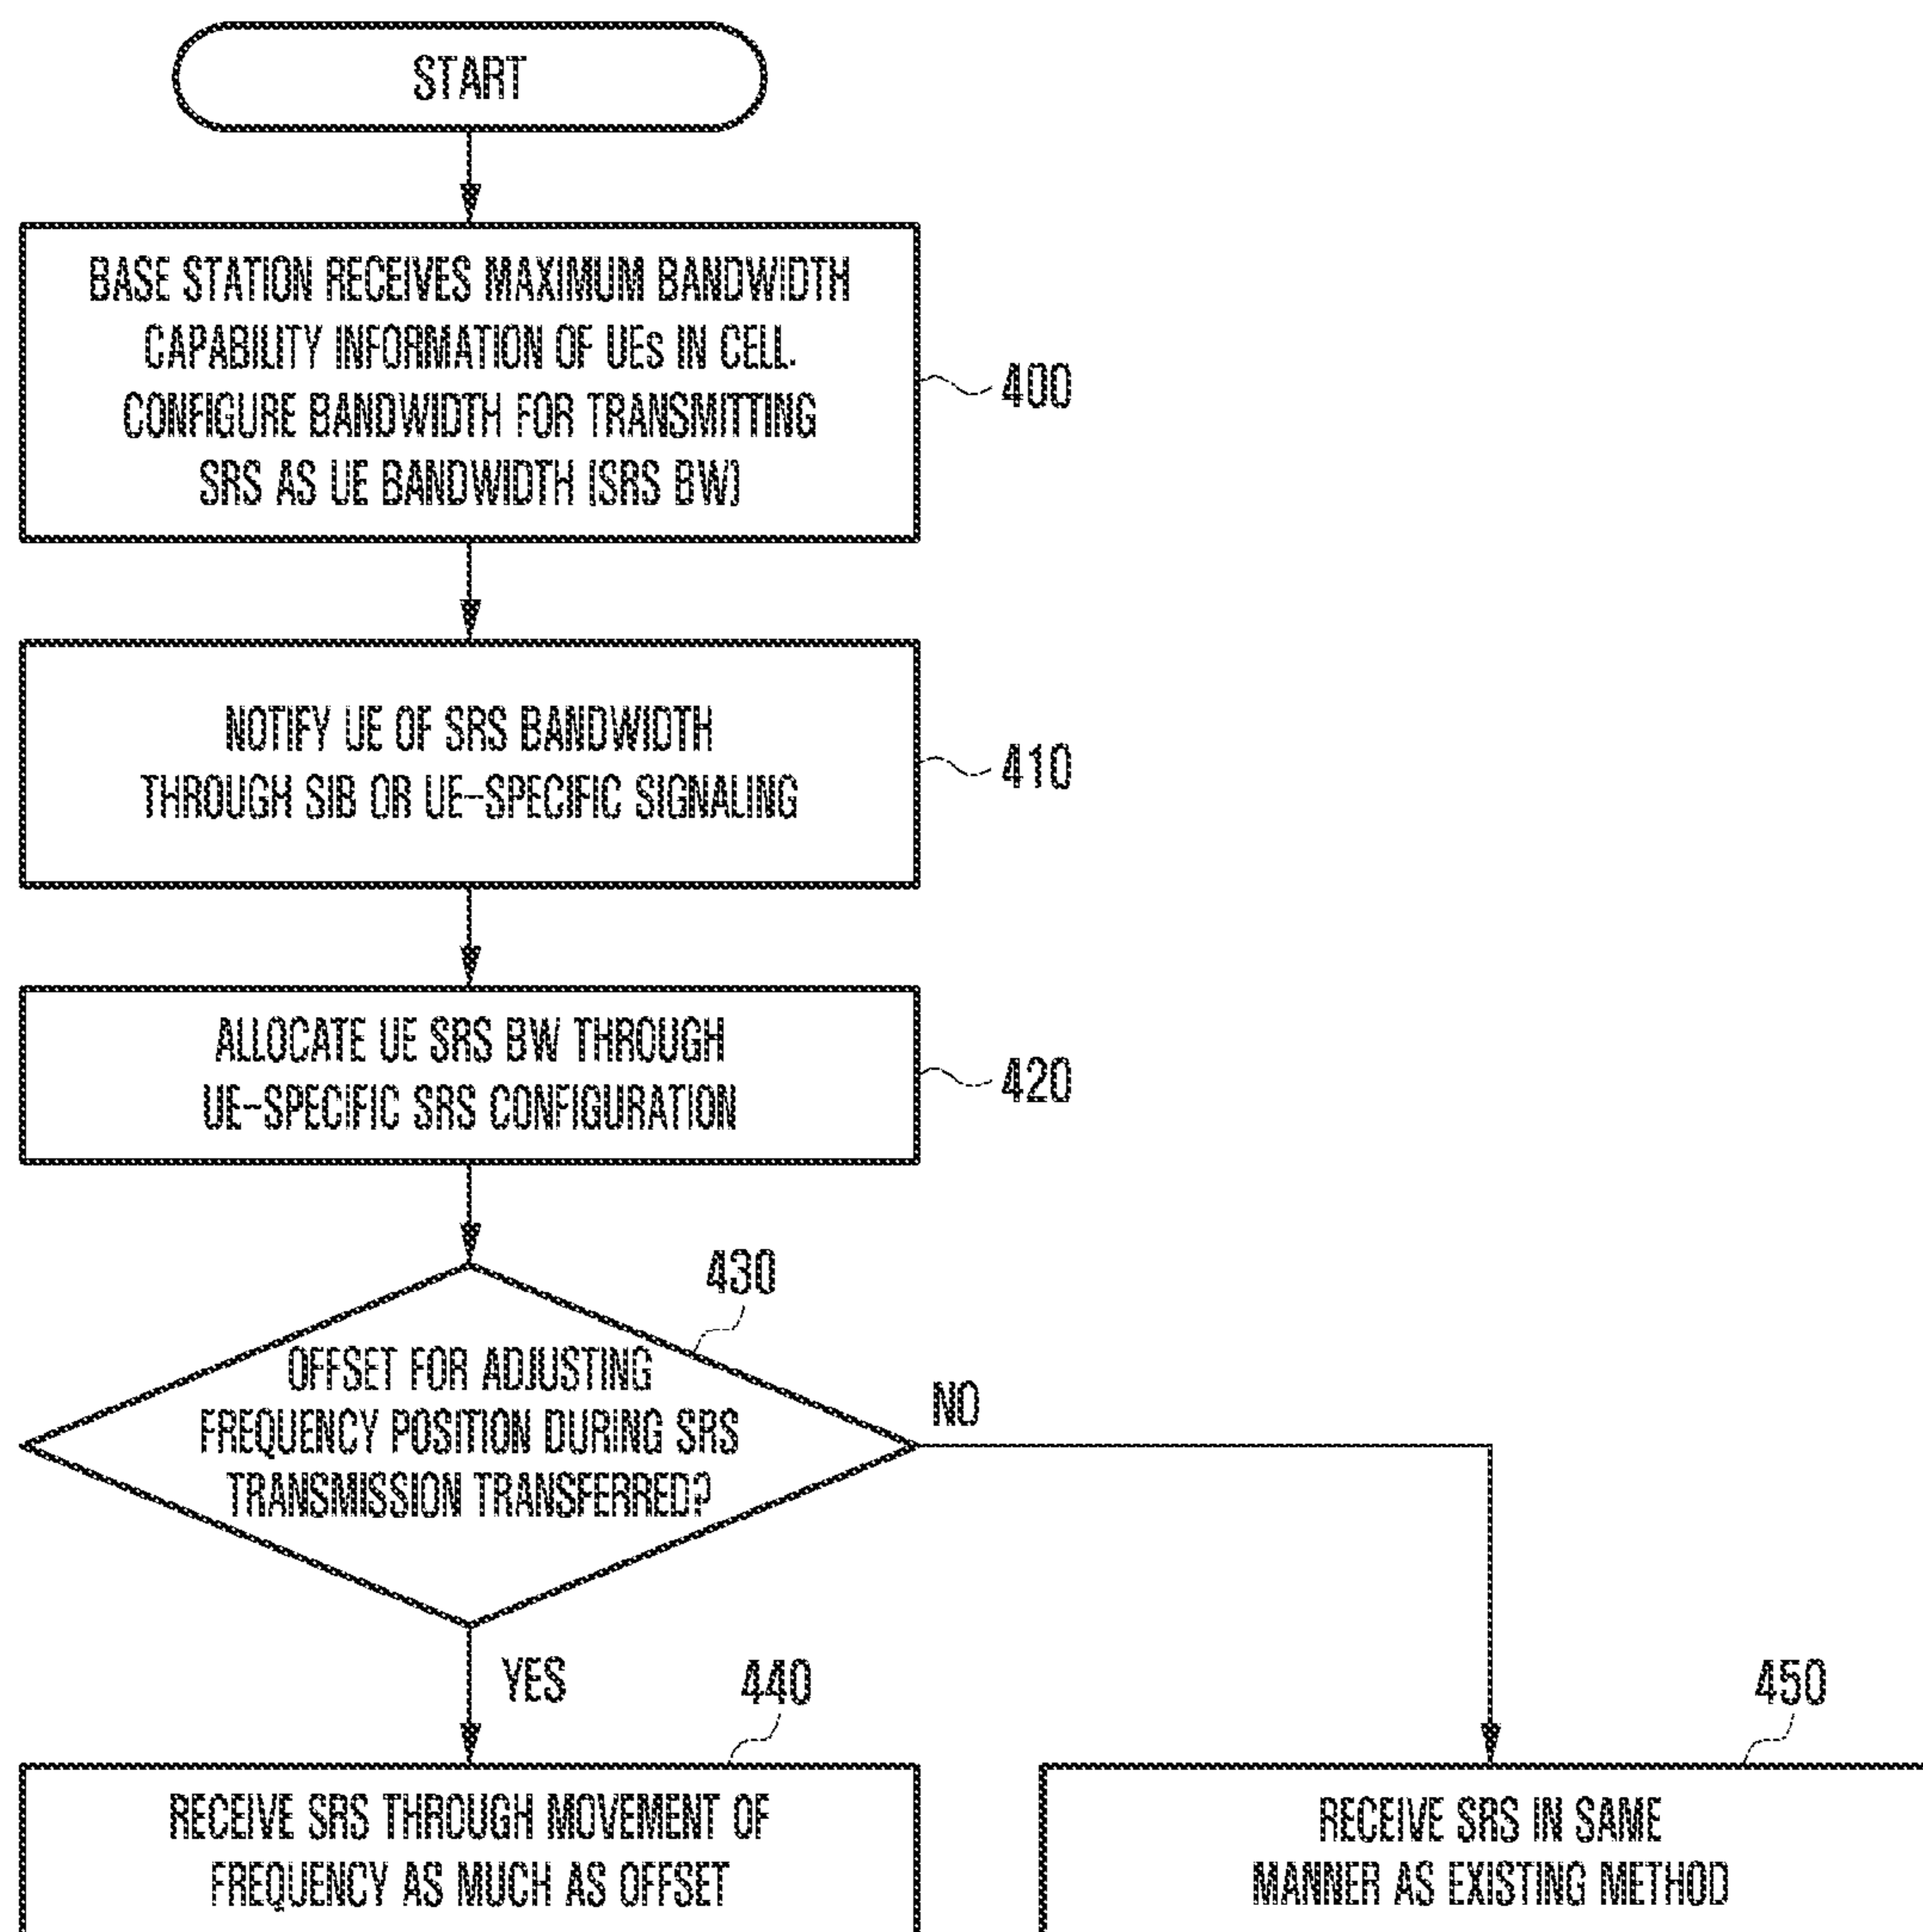 START
BASE STATION RECEIVES MAXIMUM BANDWIDTH
CAPABILITY INFORMATION OF UEs IN CELL.
CONFIGURE BANDWIDTH FOR TRANSMITTING
SRS AS UE BANDWIDTH (SRS BW)
400
NOTIFY UE OF SRS BANDWIDTH
THROUGH SIB OR UE-SPECIFIC SIGNALING
410
ALLOCATE UE SRS BW THROUGH
UE-SPECIFIC SRS CONFIGURATION
420
430
OFFSET FOR ADJUSTING
FREQUENCY POSITION DURING SRS
TRANSMISSION TRANSFERRED?
NO
YES
440
RECEIVE SRS THROUGH MOVEMENT OF
FREQUENCY AS MUCH AS OFFSET
450
RECEIVE SRS IN SAME
MANNER AS EXISTING METHOD